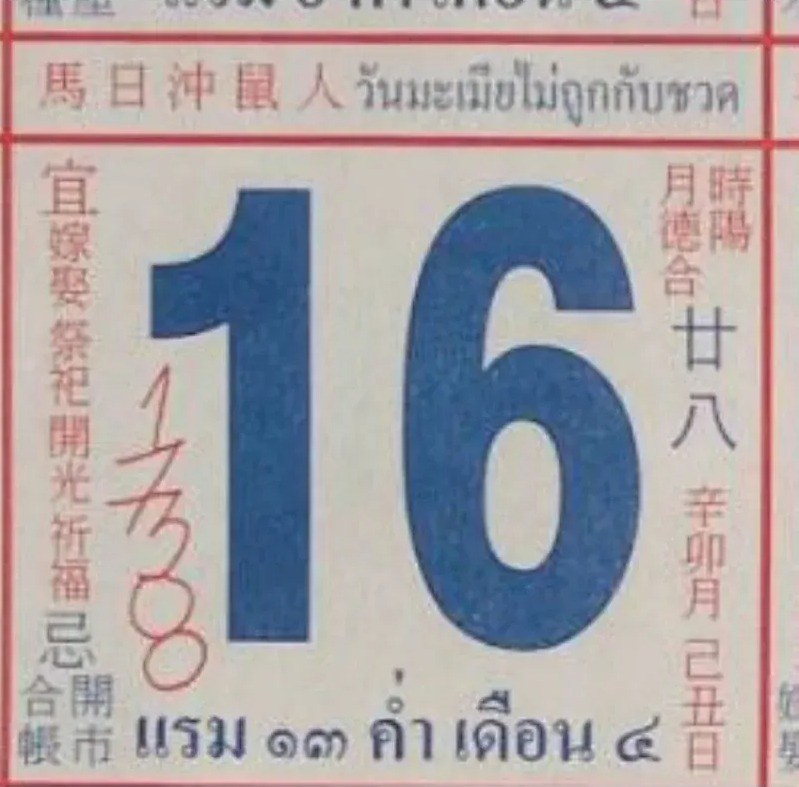 馬日沖鼠人 วันมะเมียไม่ถูกกับชวด
宜嫁娶祭祀開光祈福
忌開市合帳
16
時陽
月德合
廿八
辛卯月己丑日
แรม ๑๓ ค่ำ เดือน ๔